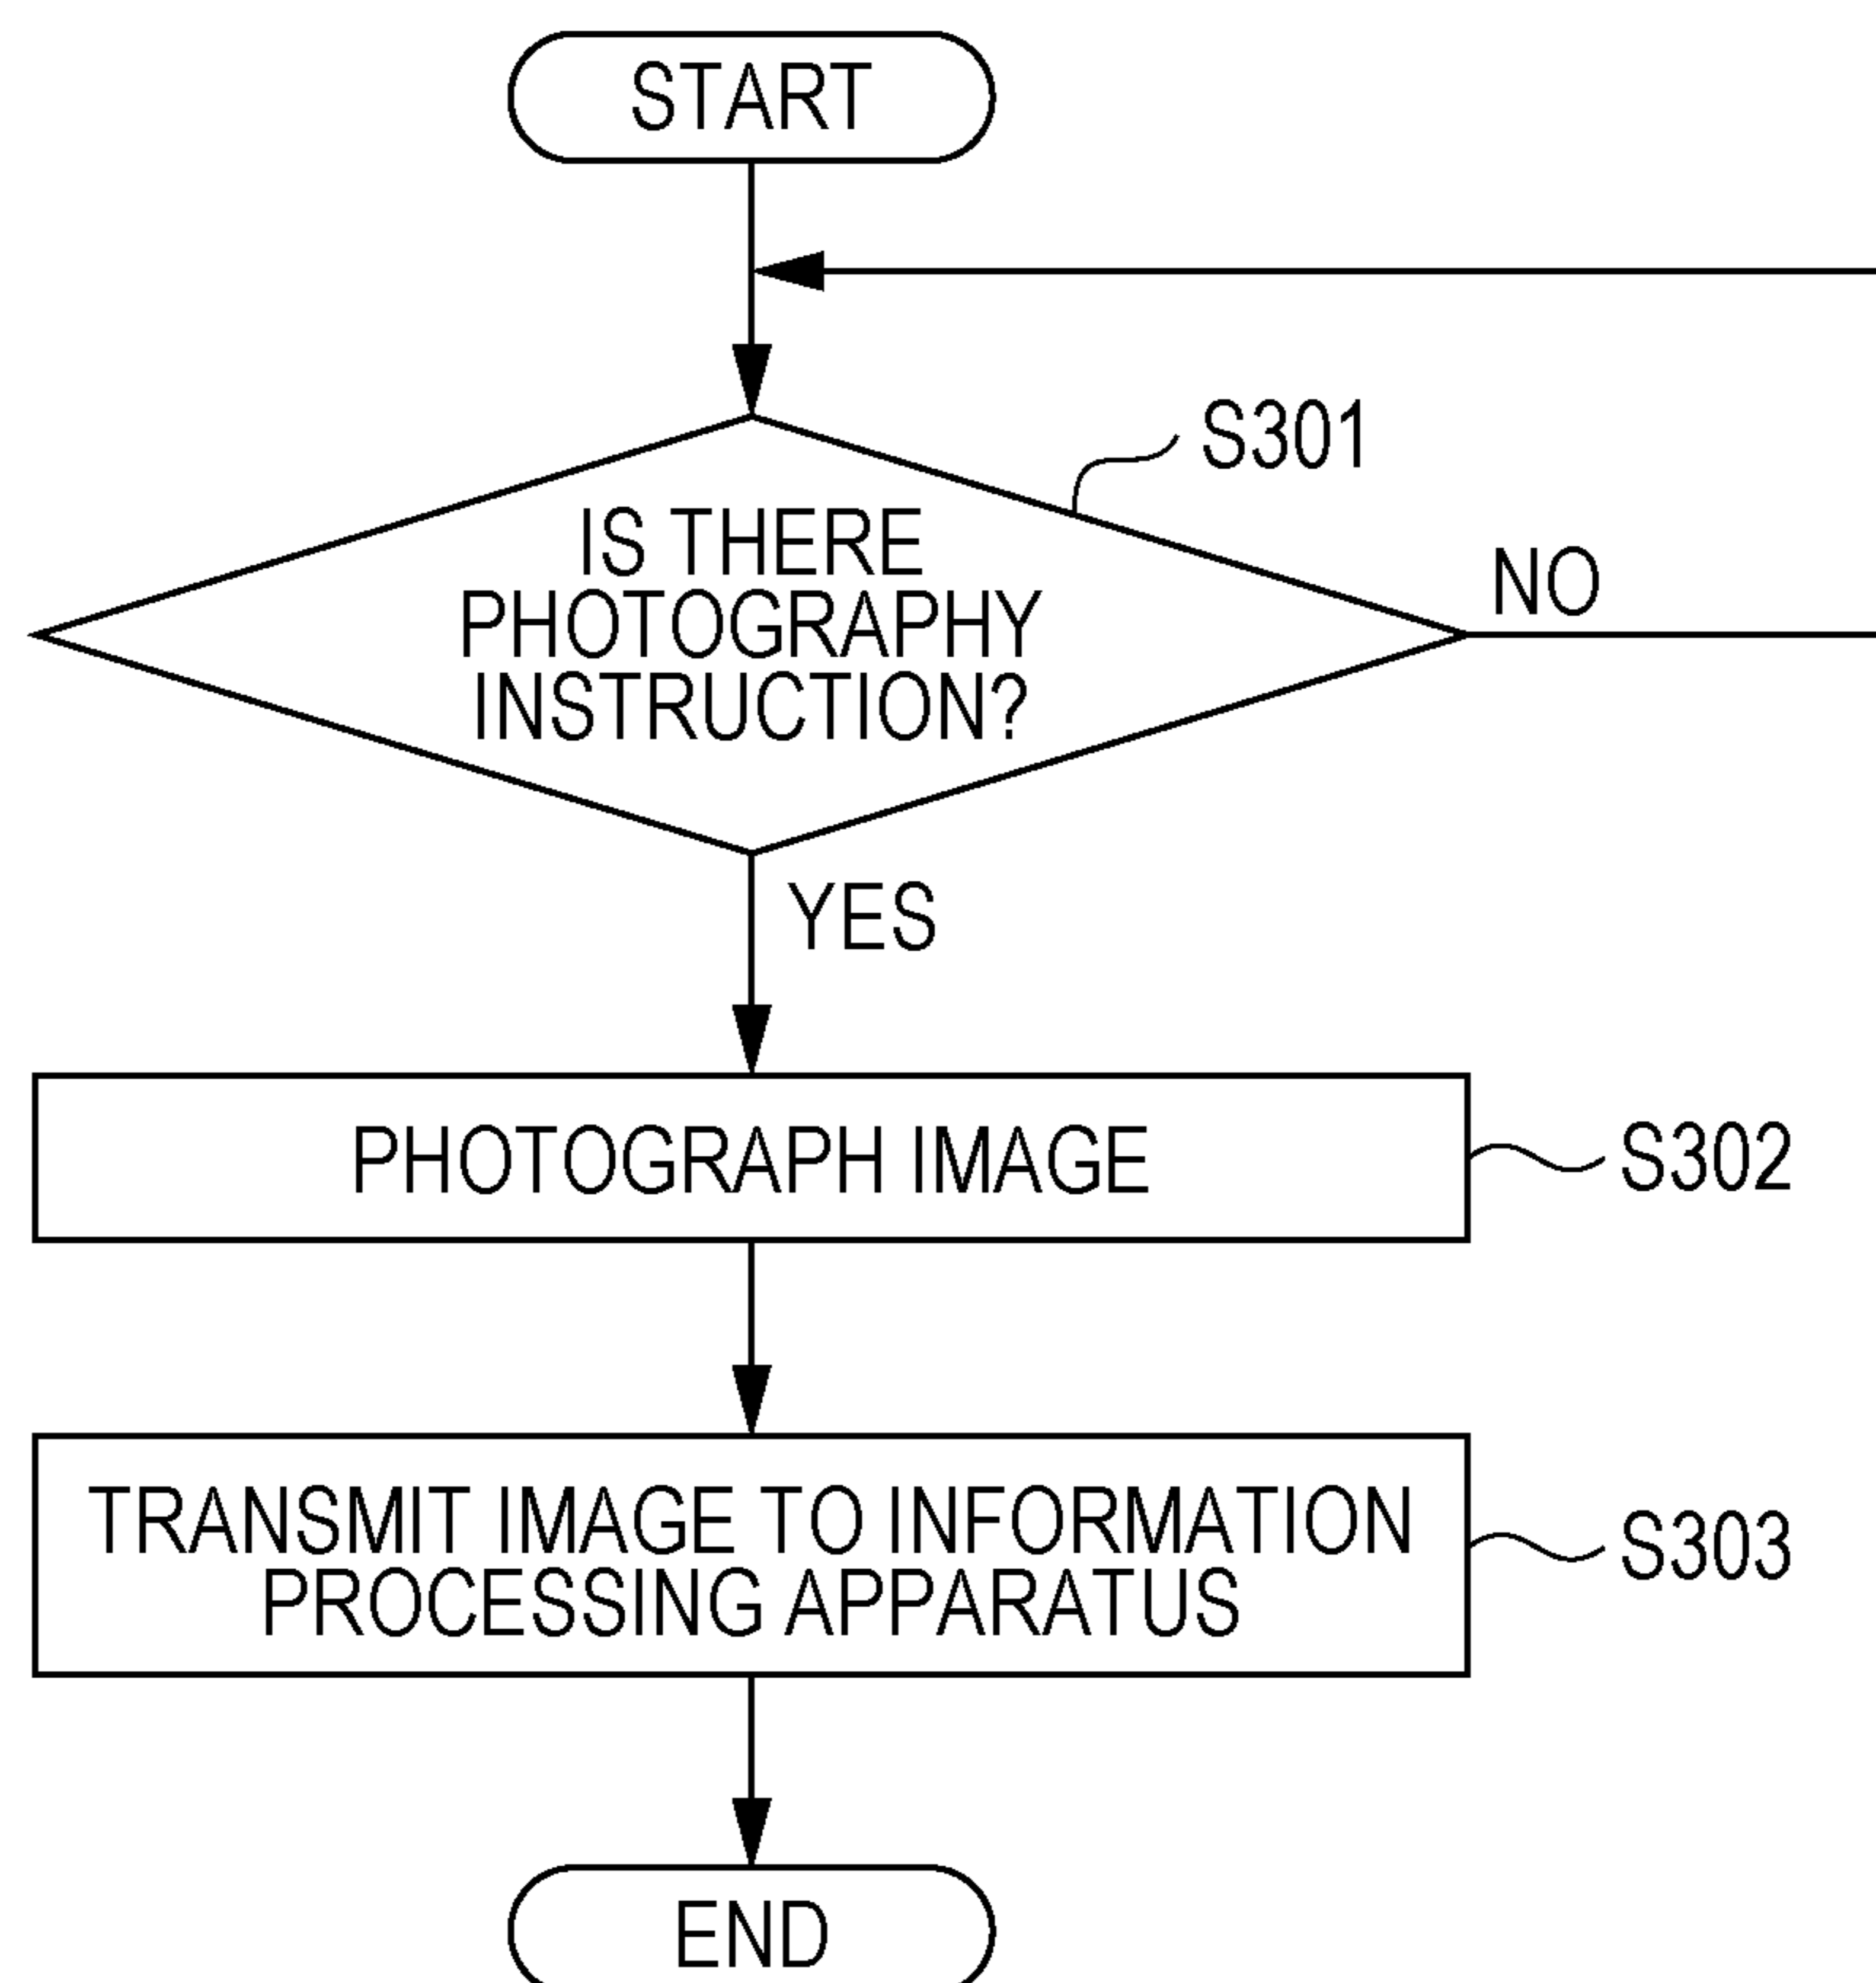 START
S301
IS THERE
PHOTOGRAPHY
INSTRUCTION?
NO
YES
PHOTOGRAPH IMAGE
S302
TRANSMIT IMAGE TO INFORMATION
PROCESSING APPARATUS
S303
END